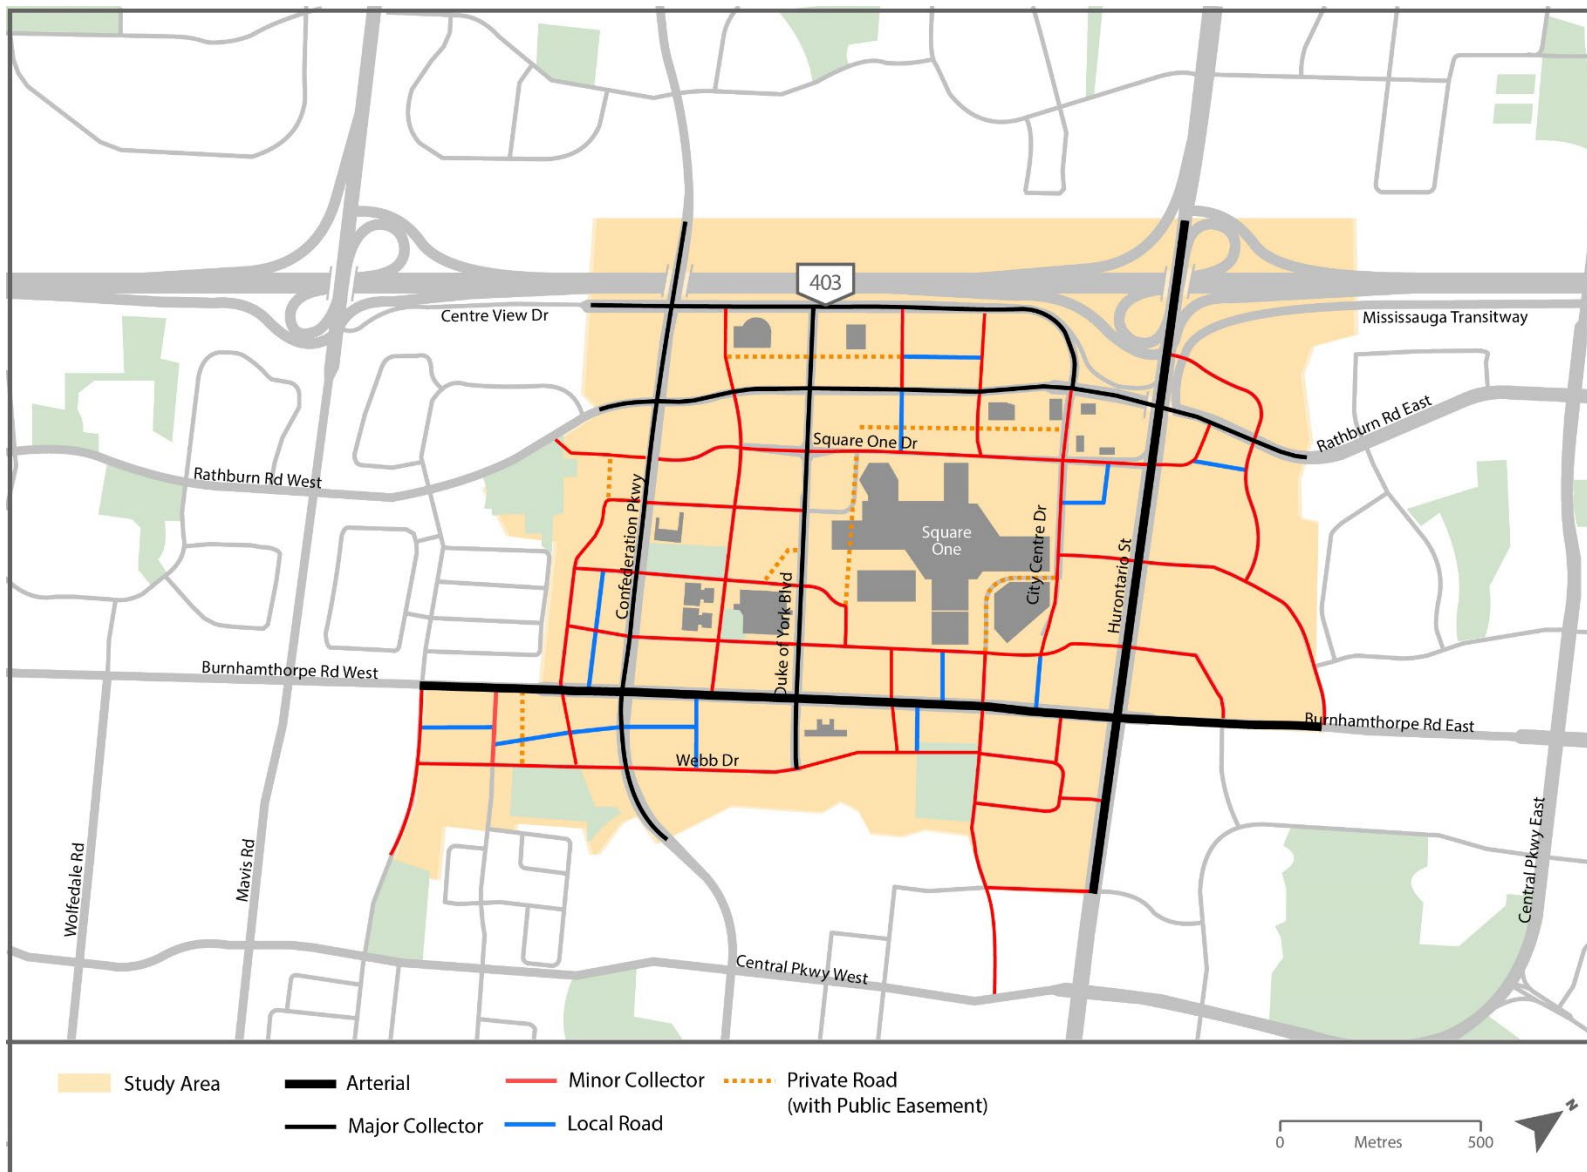 403
Centre View Dr
Mississauga Transitway
Rathburn Rd East
Square One Dr
Rathburn Rd West
Confederation Pkwy
Square
One
City Centre Dr
Hurontario St
Duke of York Blvd
Burnhamthorpe Rd West
Burnhamthorpe Rd East
Webb Dr
Wolfedale Rd
Mavis Rd
Central Pkwy East
Central Pkwy West
Study Area
Arterial
Major Collector
Minor Collector
Local Road
Private Road
(with Public Easement)
0 Metres 500
N